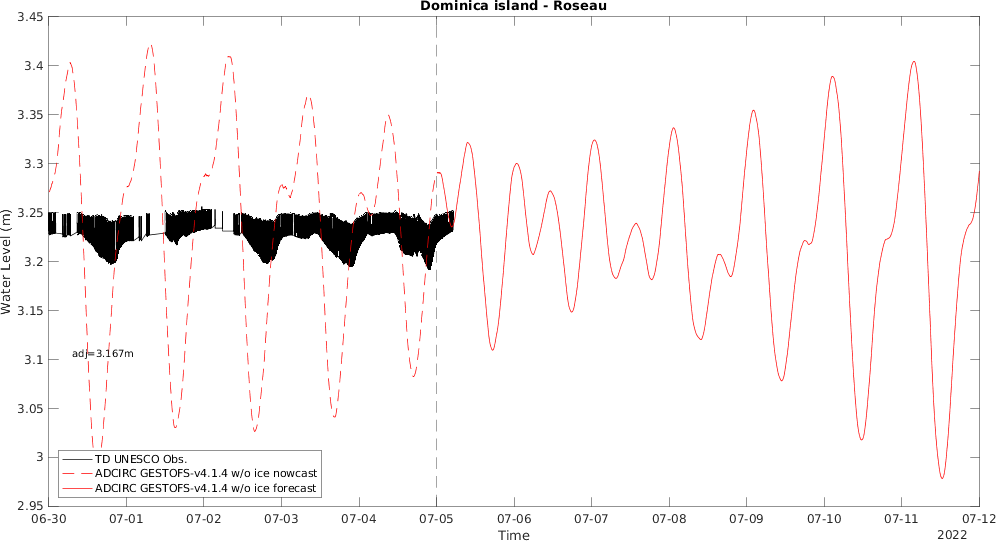 Dominica island - Roseau
3.45
3.4
3.35
3.3
3.25
3.2
3.15
3.1
3.05
3
2.95
Water Level (m)
adj=3.167m
TD UNESCO Obs.
ADCIRC GESTOFS-v4.1.4 w/o ice nowcast
ADCIRC GESTOFS-v4.1.4 w/o ice forecast
06-30 07-01 07-02 07-03 07-04 07-05 07-06 07-07 07-08 07-09 07-10 07-11 07-12
Time
2022